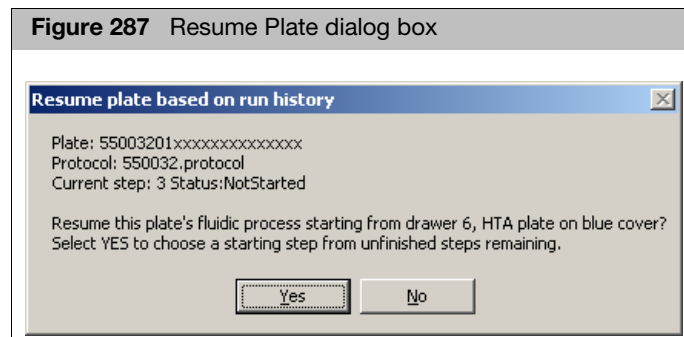 Figure 287 Resume Plate dialog box
Resume plate based on run history
Plate: 55003201xxxxxxxxxxxxxx
Protocol: 550032.protocol
Current step: 3 Status:NotStarted
Resume this plate's fluidic process starting from drawer 6, HTA plate on blue cover?
Select YES to choose a starting step from unfinished steps remaining.
Yes
No